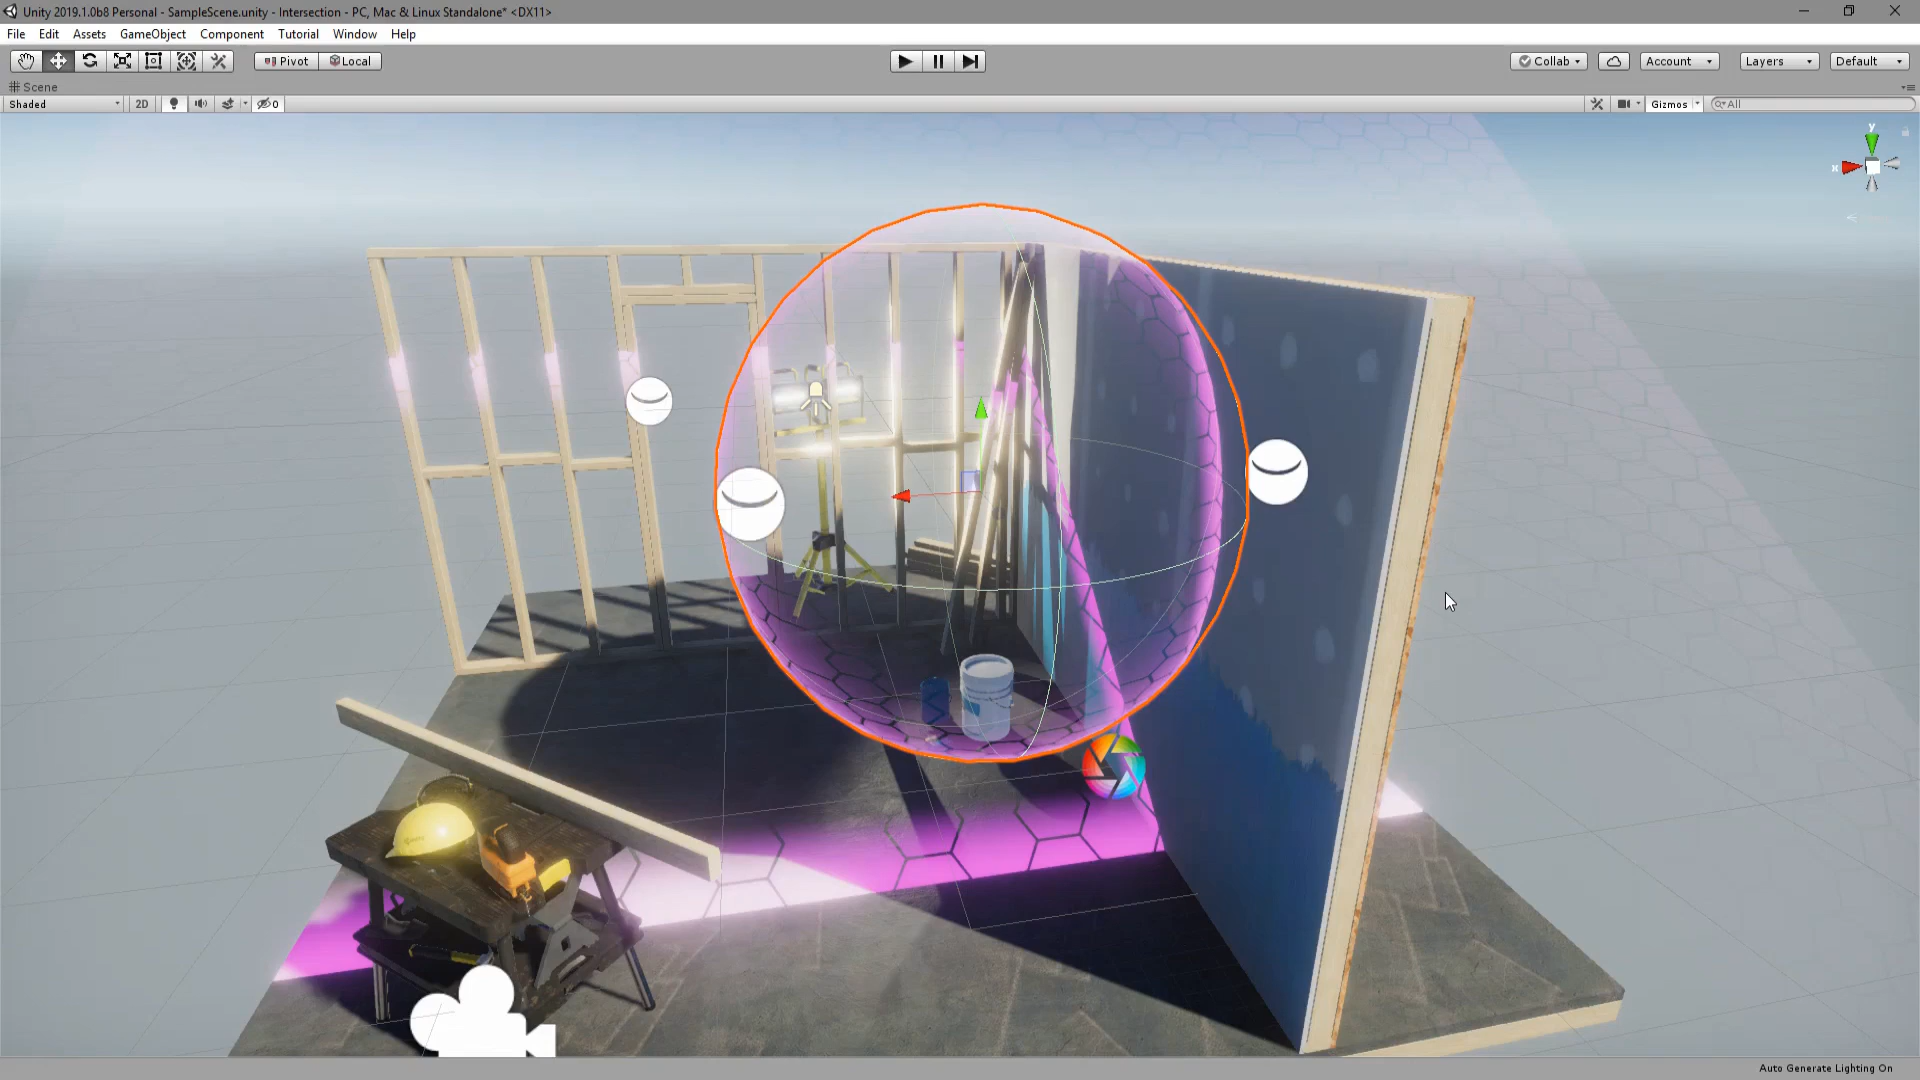 Unity 2019.1.0b8 Personal - SampleScene.unity - Intersection - PC, Mac & Linux Standalone* <DX11>
File Edit Assets GameObject Component Tutorial Window Help
Pivot Local Collab Account Layers Default
Scene
Shaded 2D 0 Gizmos All
y
x
Auto Generate Lighting On